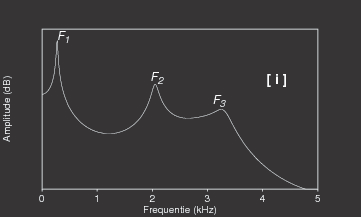 F1
F2
F3
[ i ]
Amplitude (dB)
0 1 2 3 4 5
Frequentie (kHz)